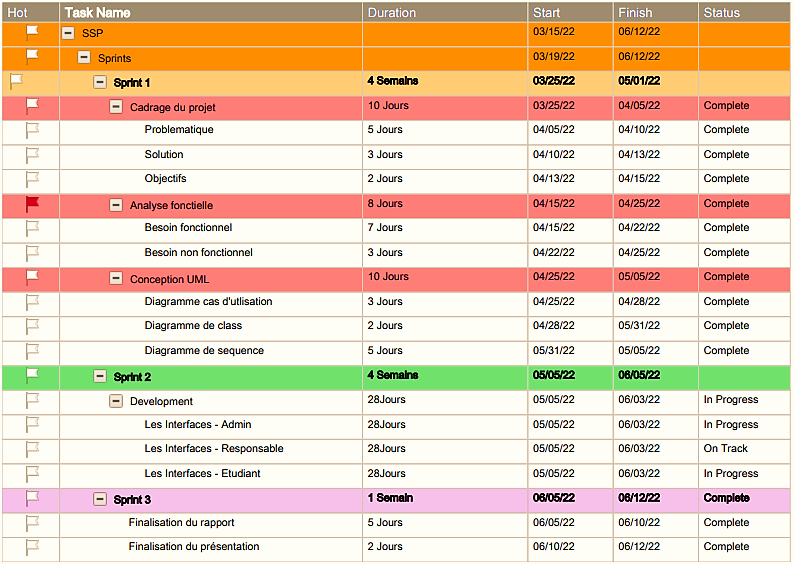 Hot Task Name Duration Start Finish Status
SSP 03/15/22 06/12/22
Sprints 03/19/22 06/12/22
Sprint 1 4 Semains 03/25/22 05/01/22
Cadrage du projet 10 Jours 03/25/22 04/05/22 Complete
Problematique 5 Jours 04/05/22 04/10/22 Complete
Solution 3 Jours 04/10/22 04/13/22 Complete
Objectifs 2 Jours 04/13/22 04/15/22 Complete
Analyse fonctielle 8 Jours 04/15/22 04/25/22 Complete
Besoin fonctionnel 7 Jours 04/15/22 04/22/22 Complete
Besoin non fonctionnel 3 Jours 04/22/22 04/25/22 Complete
Conception UML 10 Jours 04/25/22 05/05/22 Complete
Diagramme cas d'utlisation 3 Jours 04/25/22 04/28/22 Complete
Diagramme de class 2 Jours 04/28/22 05/31/22 Complete
Diagramme de sequence 5 Jours 05/31/22 05/05/22 Complete
Sprint 2 4 Semains 05/05/22 06/05/22
Development 28Jours 05/05/22 06/03/22 In Progress
Les Interfaces - Admin 28Jours 05/05/22 06/03/22 In Progress
Les Interfaces - Responsable 28Jours 05/05/22 06/03/22 On Track
Les Interfaces - Etudiant 28Jours 05/05/22 06/03/22 In Progress
Sprint 3 1 Semain 06/05/22 06/12/22 Complete
Finalisation du rapport 5 Jours 06/05/22 06/10/22 Complete
Finalisation du présentation 2 Jours 06/10/22 06/12/22 Complete